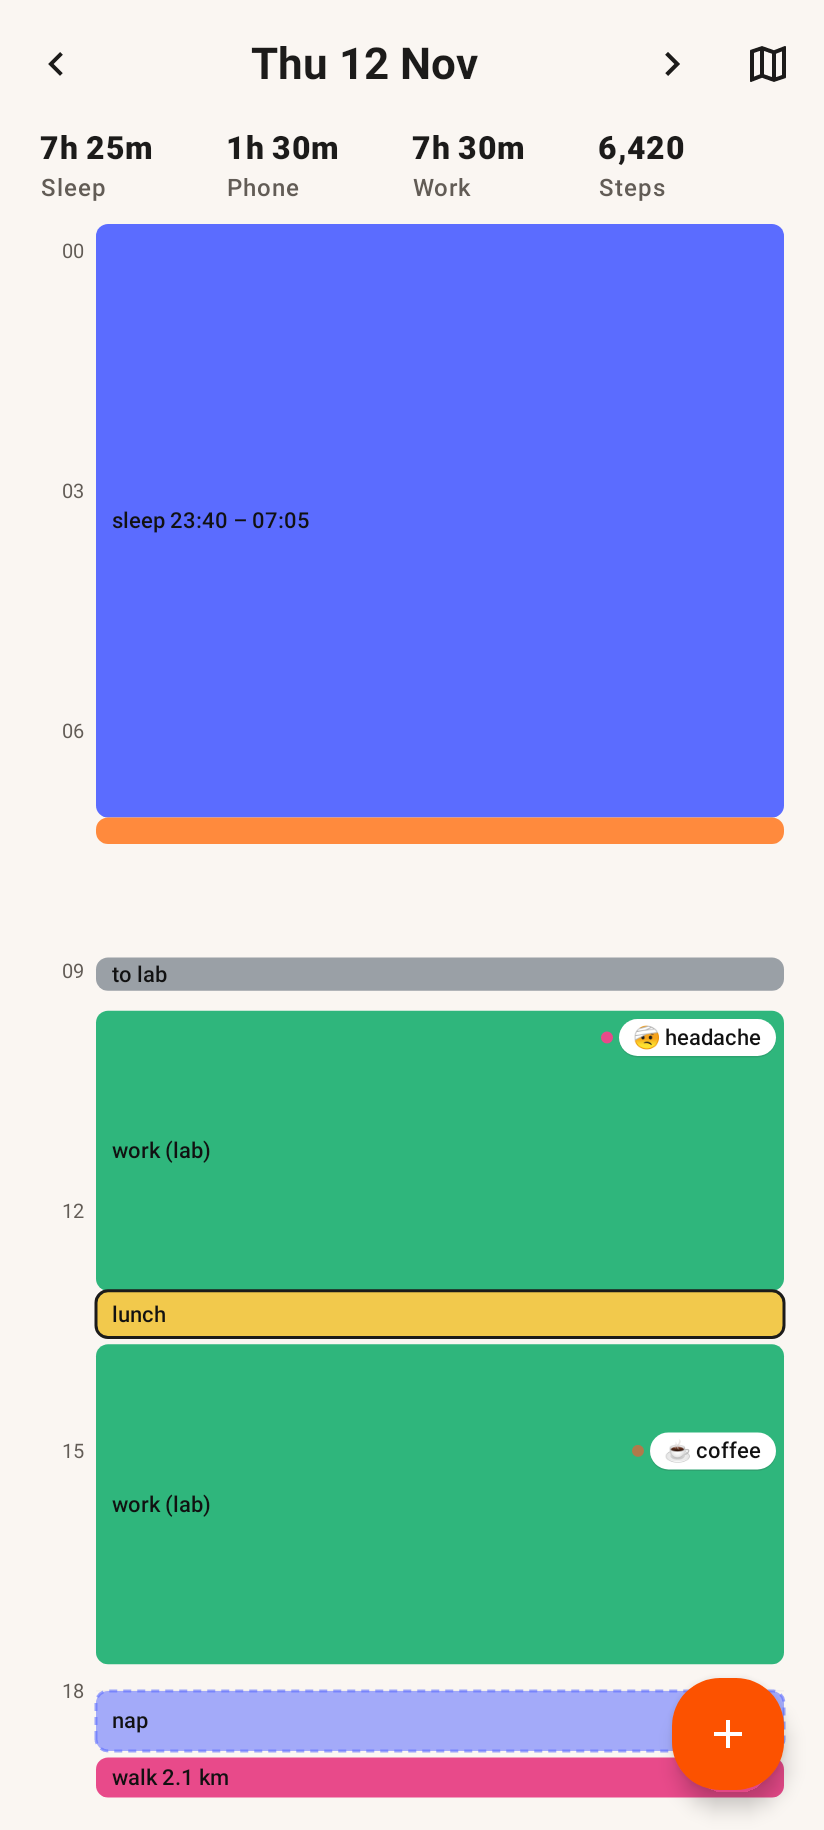 Thu 12 Nov
7h 25m 1h 30m 7h 30m 6,420
Sleep Phone Work Steps
00
03
sleep 23:40 – 07:05
06
09
to lab
🤕 headache
work (lab)
12
lunch
☕ coffee
15
work (lab)
18
nap
walk 2.1 km